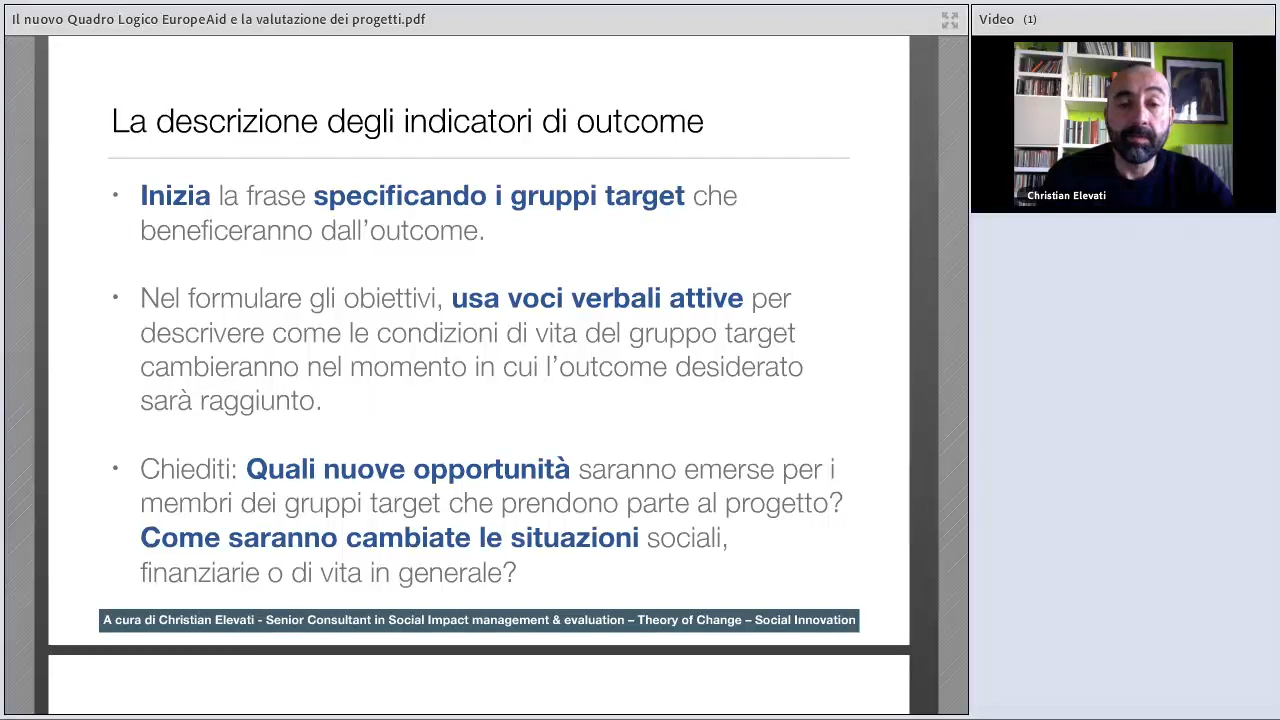 Il nuovo Quadro Logico EuropeAid e la valutazione dei progetti.pdf
Video (1)
La descrizione degli indicatori di outcome
• Inizia la frase specificando i gruppi target che
beneficeranno dall’outcome.
• Nel formulare gli obiettivi, usa voci verbali attive per
descrivere come le condizioni di vita del gruppo target
cambieranno nel momento in cui l’outcome desiderato
sarà raggiunto.
• Chiediti: Quali nuove opportunità saranno emerse per i
membri dei gruppi target che prendono parte al progetto?
Come saranno cambiate le situazioni sociali,
finanziarie o di vita in generale?
A cura di Christian Elevati - Senior Consultant in Social Impact management & evaluation – Theory of Change – Social Innovation
Christian Elevati